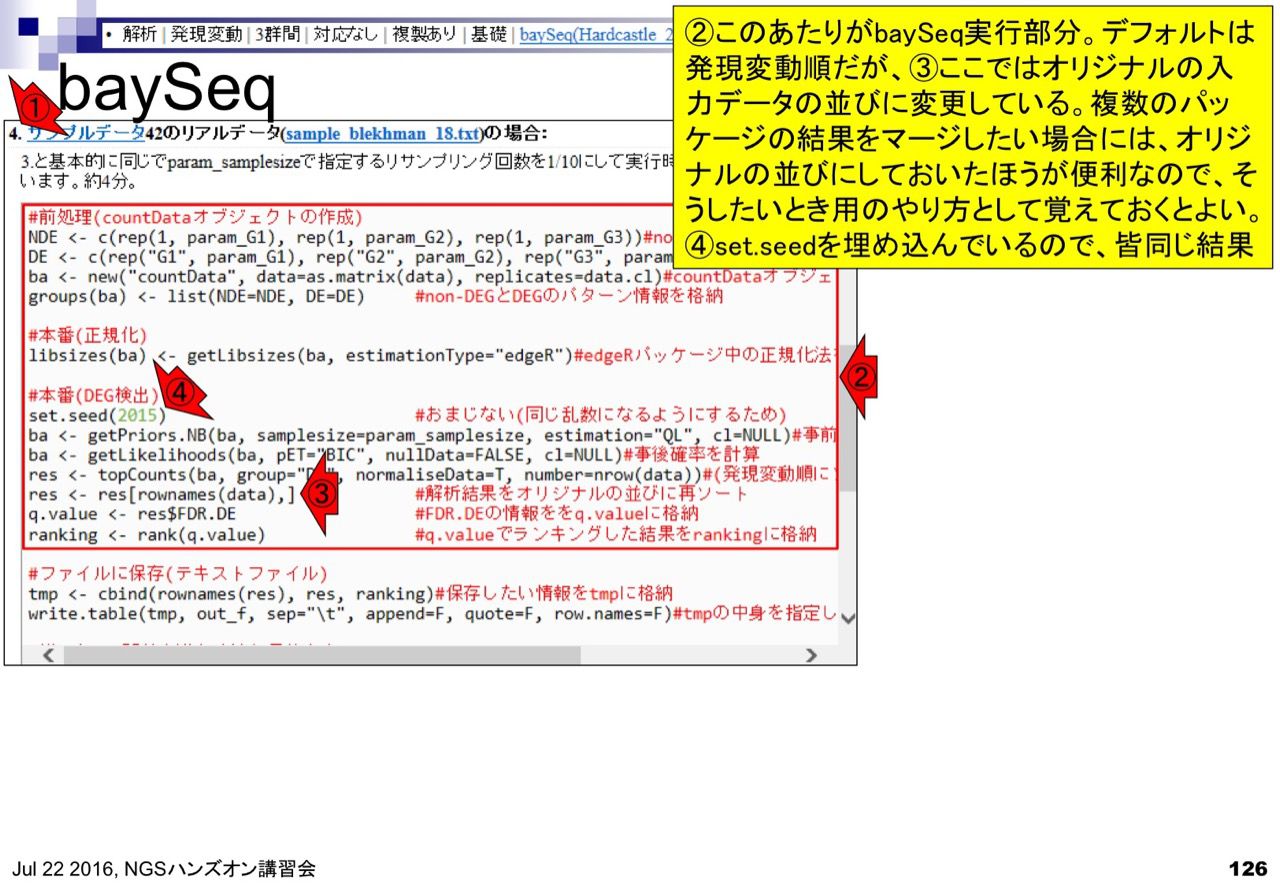 ・ 解析 | 発現変動 | 3群間 | 対応なし | 複製あり | 基礎 | baySeq(Hardcastle_2
baySeq
②このあたりがbaySeq実行部分。デフォルトは
発現変動順だが、③ここではオリジナルの入
力データの並びに変更している。複数のパッ
ケージの結果をマージしたい場合には、オリジ
ナルの並びにしておいたほうが便利なので、そ
うしたいとき用のやり方として覚えておくとよい。
④set.seedを埋め込んでいるので、皆同じ結果
①
4. サンプルデータ42のリアルデータ(sample_blekhman_18.txt)の場合:
3.と基本的に同じでparam_samplesizeで指定するリサンプリング回数を1/10にして実行時
います。約4分。
#前処理(countDataオブジェクトの作成)
NDE <- c(rep(1, param_G1), rep(1, param_G2), rep(1, param_G3))#no
DE <- c(rep("G1", param_G1), rep("G2", param_G2), rep("G3", param
ba <- new("countData", data=as.matrix(data), replicates=data.cl)#countDataオブジェ
groups(ba) <- list(NDE=NDE, DE=DE) #non-DEGとDEGのパターン情報を格納
#本番(正規化)
libsizes(ba) <- getLibsizes(ba, estimationType="edgeR")#edgeRパッケージ中の正規化法
②
#本番(DEG検出)
④
set.seed(2015) #おまじない(同じ乱数になるようにするため)
ba <- getPriors.NB(ba, samplesize=param_samplesize, estimation="QL", cl=NULL)#事前
ba <- getLikelihoods(ba, pET="BIC", nullData=FALSE, cl=NULL)#事後確率を計算
res <- topCounts(ba, group="D", normaliseData=T, number=nrow(data))#(発現変動順に
res <- res[rownames(data),] #解析結果をオリジナルの並びに再ソート
③
q.value <- res$FDR.DE #FDR.DEの情報ををq.valueに格納
ranking <- rank(q.value) #q.valueでランキングした結果をrankingに格納
#ファイルに保存(テキストファイル)
tmp <- cbind(rownames(res), res, ranking)#保存したい情報をtmpに格納
write.table(tmp, out_f, sep="\t", append=F, quote=F, row.names=F)#tmpの中身を指定し
Jul 22 2016, NGSハンズオン講習会
126